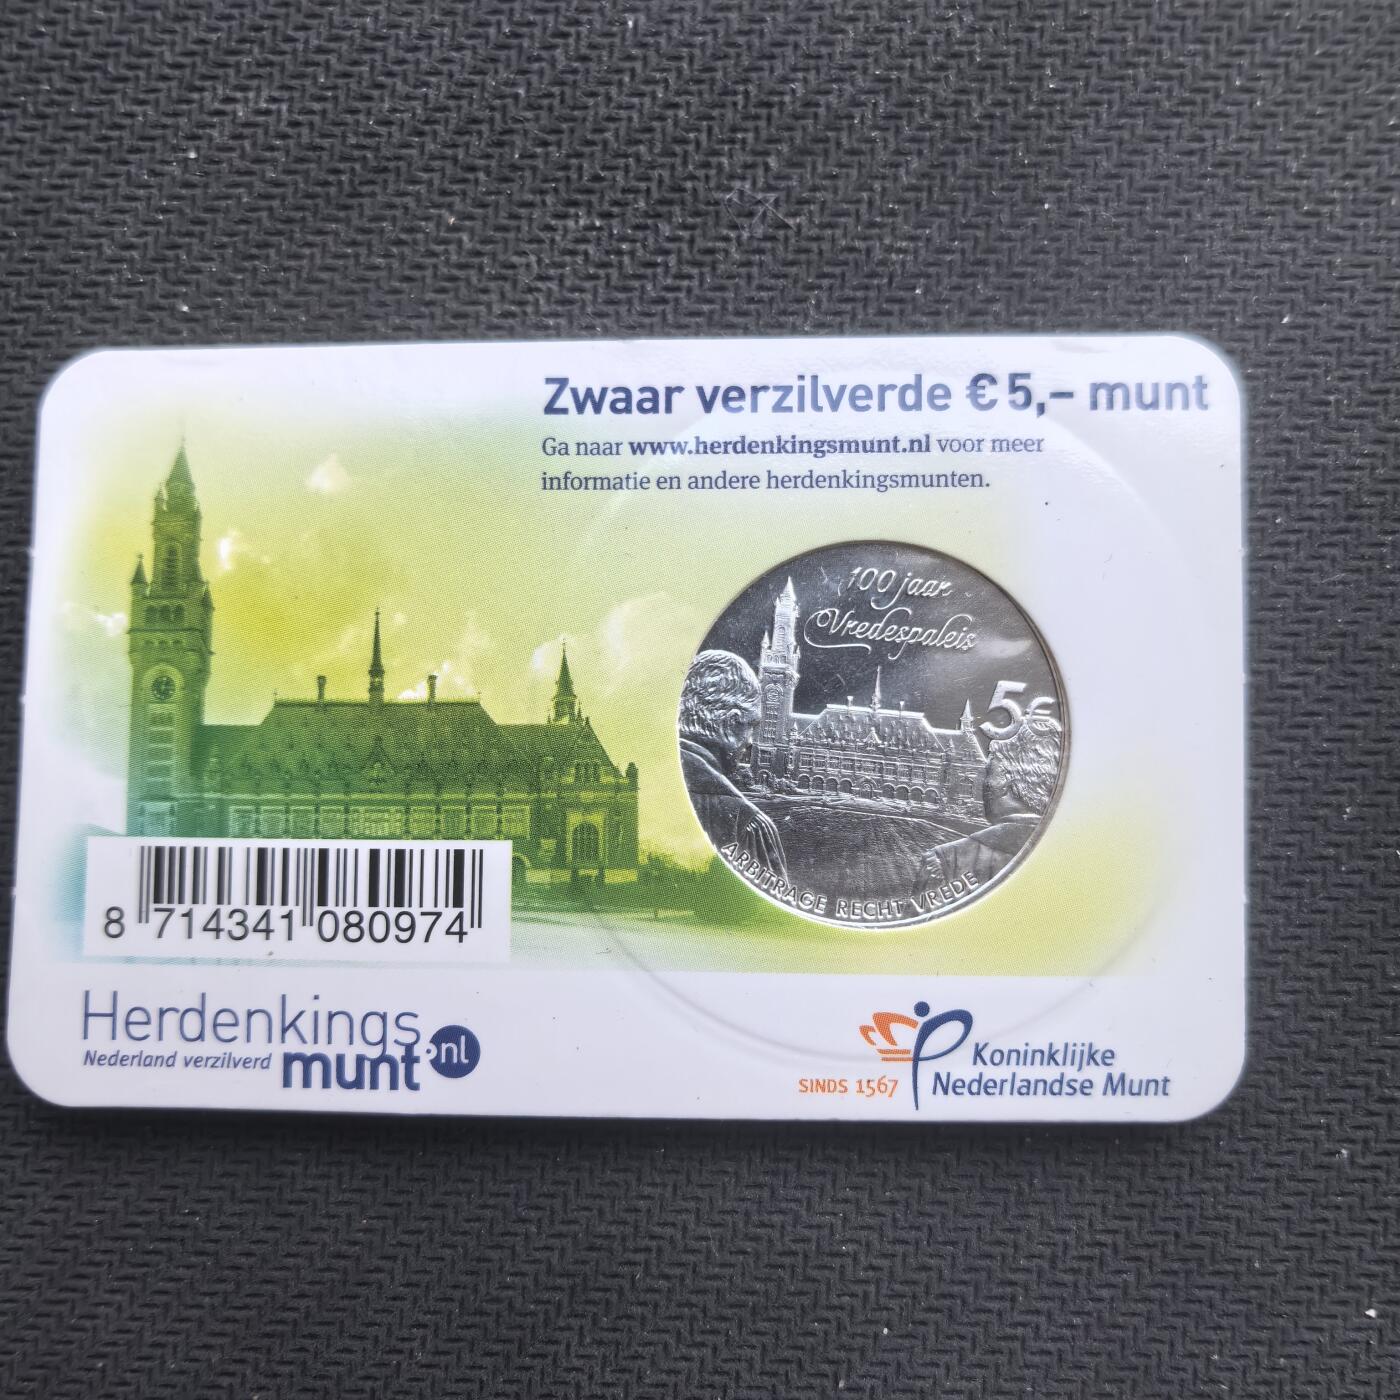 Zwaar verzilverde € 5,– munt
Ga naar www.herdenkingsmunt.nl voor meer
informatie en andere herdenkingsmunten.
100 jaar
Vredespaleis
5€
ARBITRAGE RECHT VREDE
8 714341 080974
Herdenkings
Nederland verzilverd munt.nl
SINDS 1567
Koninklijke
Nederlandse Munt